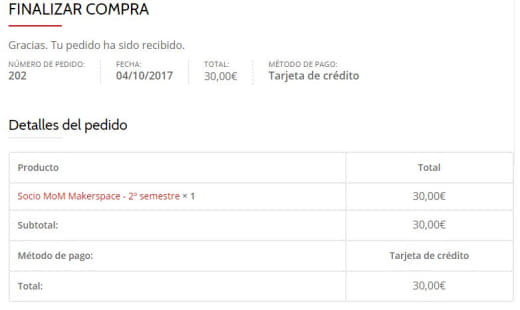 FINALIZAR COMPRA
Gracias. Tu pedido ha sido recibido.
NÚMERO DE PEDIDO: FECHA: TOTAL: MÉTODO DE PAGO:
202 04/10/2017 30,00€ Tarjeta de crédito
Detalles del pedido
Producto Total
Socio MoM Makerspace - 2º semestre × 1 30,00€
Subtotal: 30,00€
Método de pago: Tarjeta de crédito
Total: 30,00€